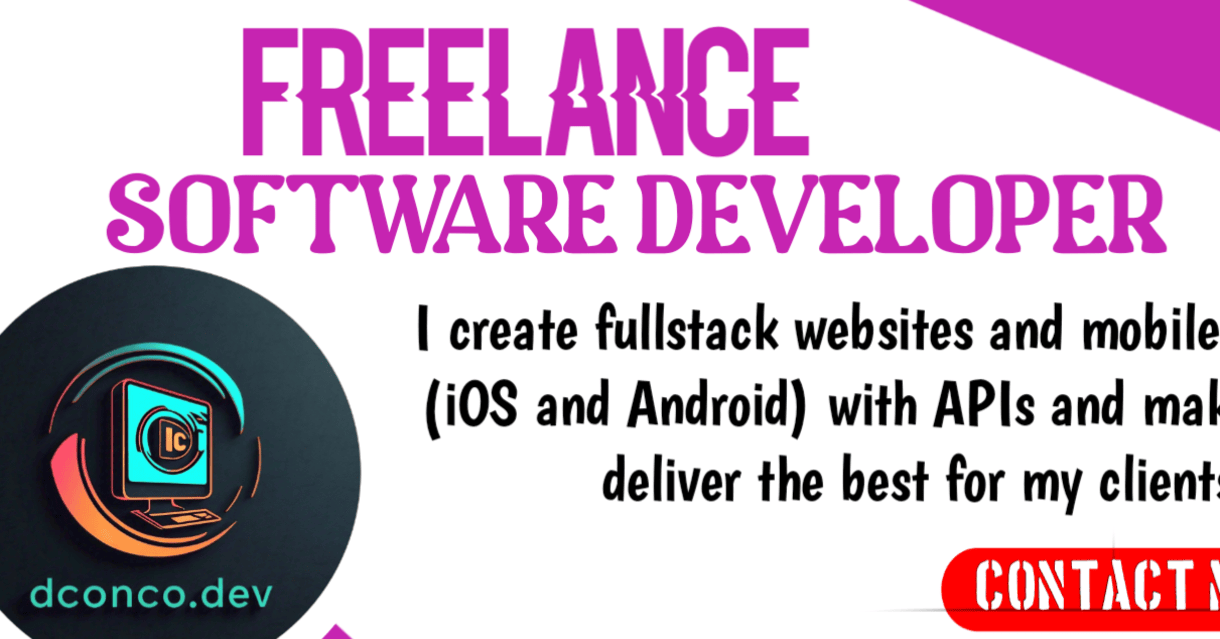 FREELANCE
SOFTWARE DEVELOPER
I create fullstack websites and mobile
(iOS and Android) with APIs and
deliver the best for my clients
Ic
dconco.dev
CONTACT